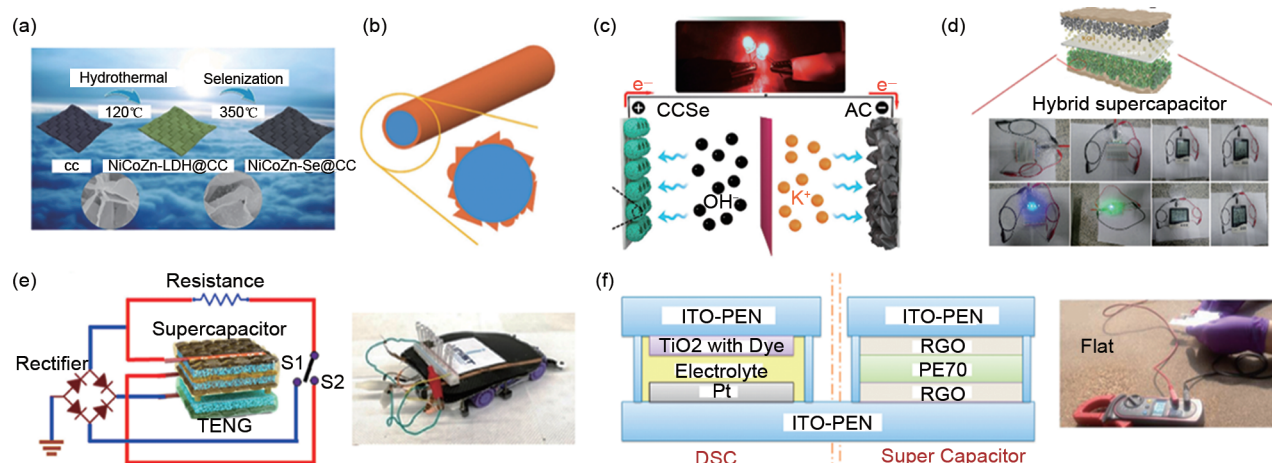 (a)
Hydrothermal
Selenization
120℃
350℃
cc
NiCoZn-LDH@CC
NiCoZn-Se@CC
(b)
(c)
e⁻
e⁻
CCSe
AC
OH⁻
K⁺
(d)
Hybrid supercapacitor
(e)
Resistance
Supercapacitor
Rectifier
S1
S2
TENG
(f)
ITO-PEN
ITO-PEN
TiO2 with Dye
RGO
Electrolyte
PE70
Pt
RGO
ITO-PEN
DSC
Super Capacitor
Flat